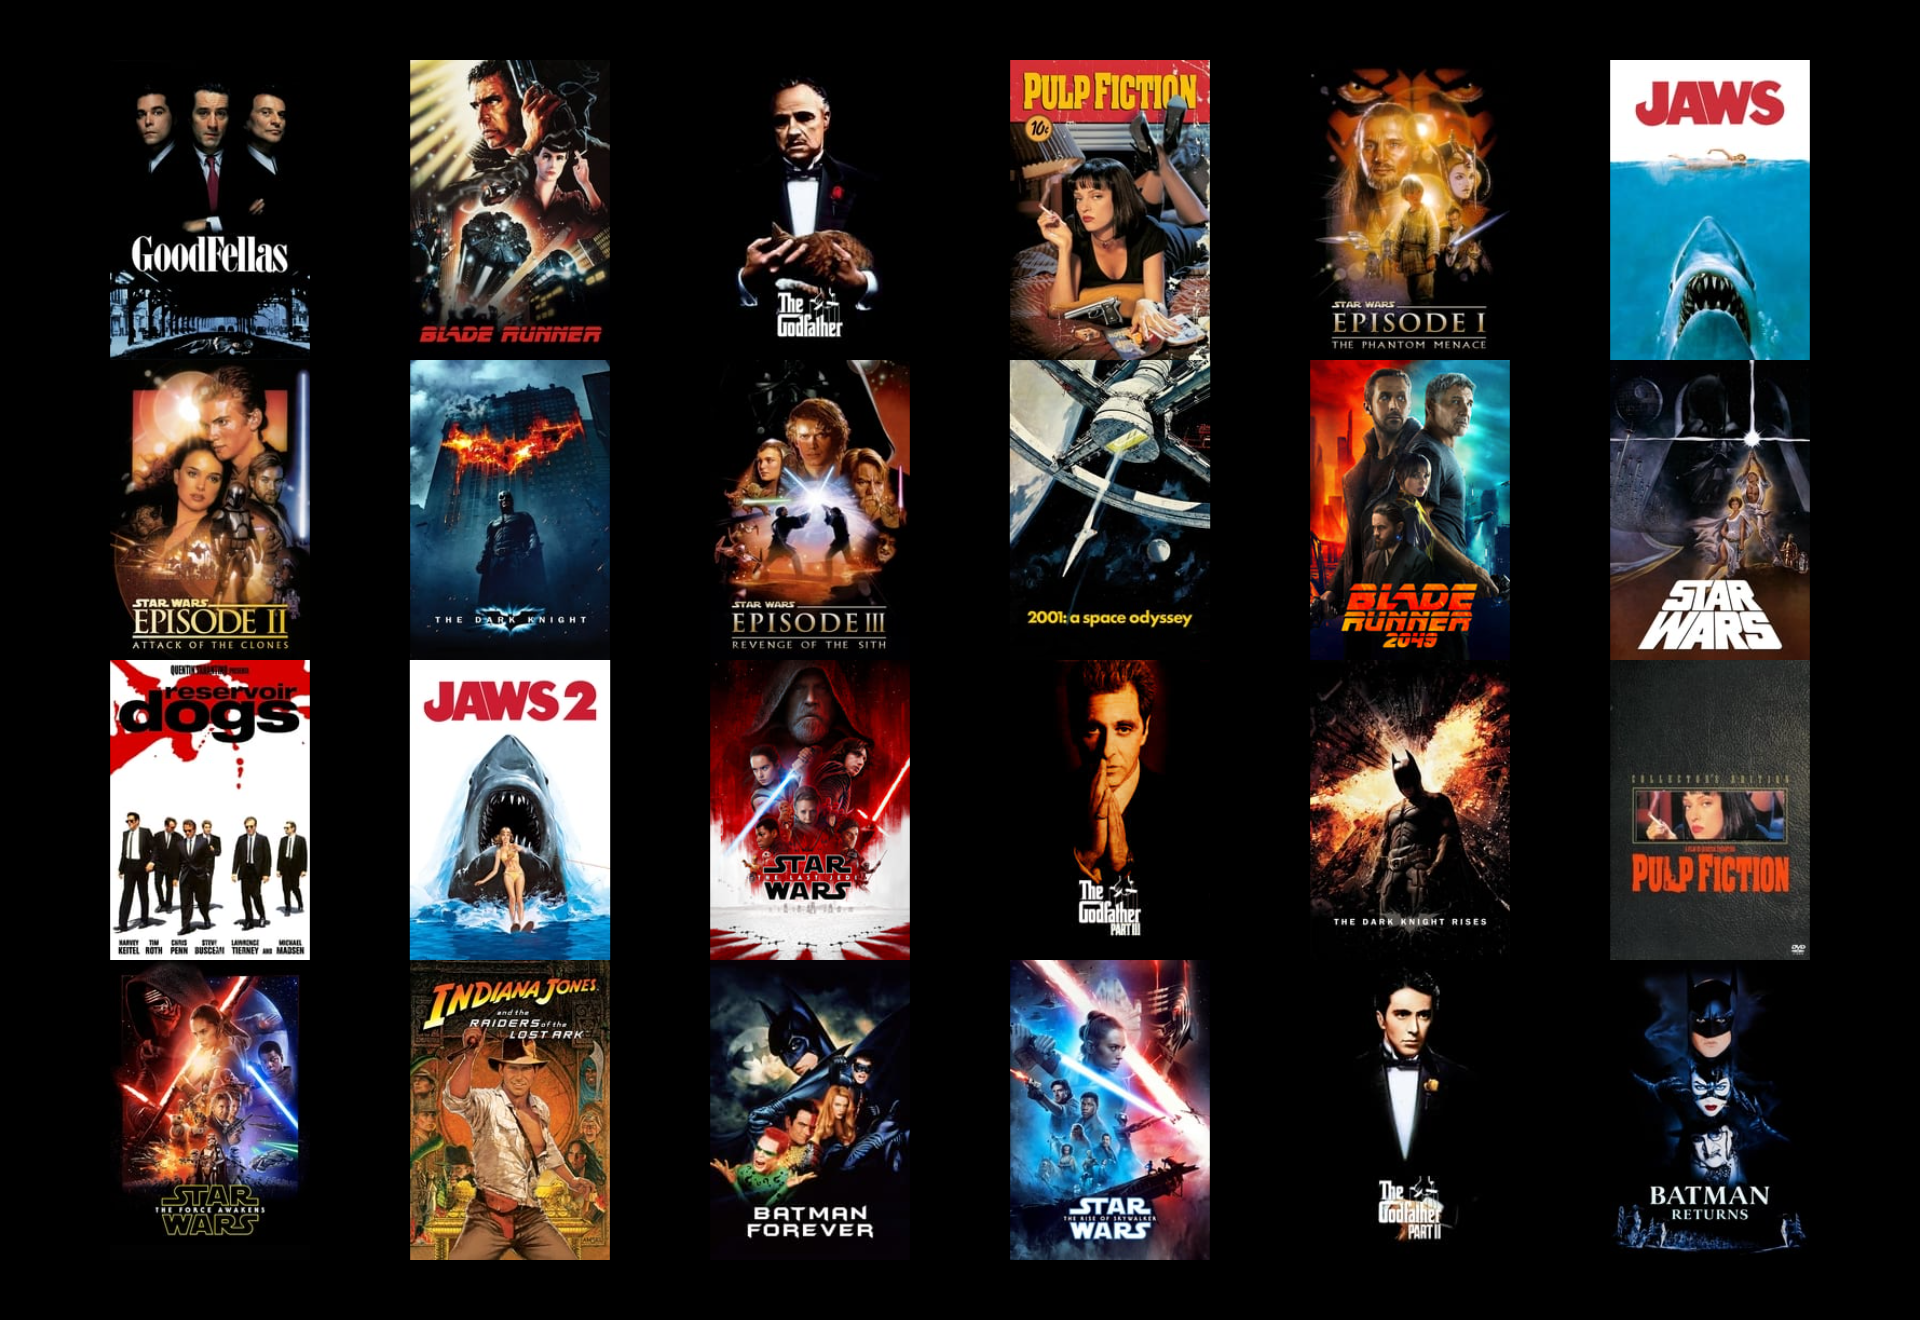 GoodFellas
BLADE RUNNER
The
Godfather
PULP FICTION
10¢
STAR WARS
EPISODE I
THE PHANTOM MENACE
JAWS
STAR WARS
EPISODE II
ATTACK OF THE CLONES
THE DARK KNIGHT
STAR WARS
EPISODE III
REVENGE OF THE SITH
2001: a space odyssey
BLADE
RUNNER
2049
STAR
WARS
QUENTIN TARANTINO
reservoir
dogs
HARVEY KEITEL
TIM ROTH
CHRIS PENN
STEVE BUSCEMI
LAWRENCE TIERNEY
AND
MICHAEL MADSEN
JAWS 2
STAR
THE LAST JEDI
WARS
The
Godfather
PART III
THE DARK KNIGHT RISES
COLLECTOR'S EDITION
PULP FICTION
DVD
STAR
THE FORCE AWAKENS
WARS
INDIANA JONES
and the
RAIDERS of the
LOST ARK
BATMAN
FOREVER
STAR
THE RISE OF SKYWALKER
WARS
The
Godfather
PART II
BATMAN
RETURNS